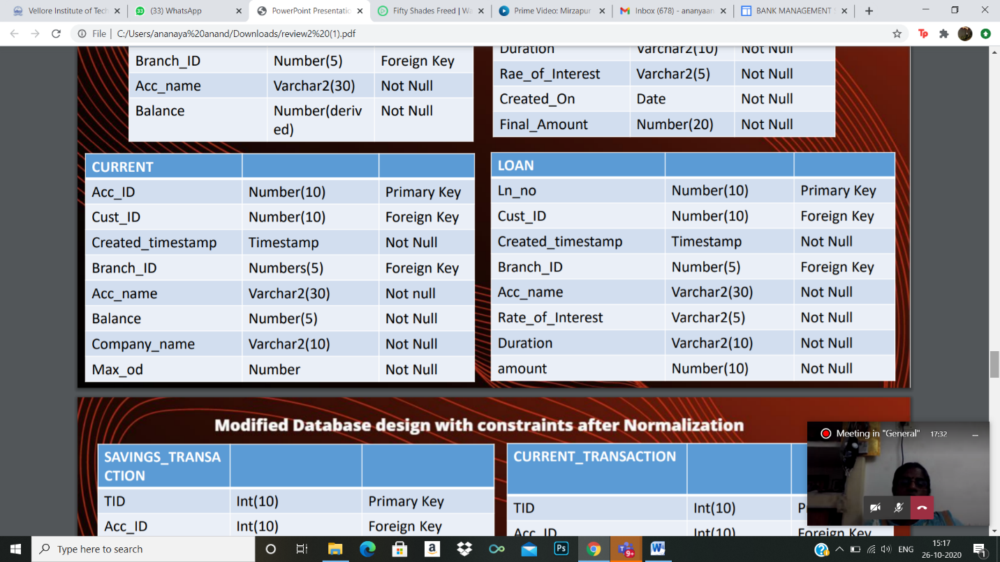 Vellore Institute of Tech
(33) WhatsApp
PowerPoint Presentatio
Fifty Shades Freed | Wa
Prime Video: Mirzapur
Inbox (678) - ananyaan
BANK MANAGEMENT S
File | C:/Users/ananaya%20anand/Downloads/review2%20(1).pdf
Branch_ID Number(5) Foreign Key
Acc_name Varchar2(30) Not Null
Balance Number(deriv Not Null
ed)
Duration Varchar2(10) Not Null
Rae_of_Interest Varchar2(5) Not Null
Created_On Date Not Null
Final_Amount Number(20) Not Null
CURRENT
Acc_ID Number(10) Primary Key
Cust_ID Number(10) Foreign Key
Created_timestamp Timestamp Not Null
Branch_ID Numbers(5) Foreign Key
Acc_name Varchar2(30) Not null
Balance Number(5) Not Null
Company_name Varchar2(10) Not Null
Max_od Number Not Null
LOAN
Ln_no Number(10) Primary Key
Cust_ID Number(10) Foreign Key
Created_timestamp Timestamp Not Null
Branch_ID Number(5) Foreign Key
Acc_name Varchar2(30) Not Null
Rate_of_Interest Varchar2(5) Not Null
Duration Varchar2(10) Not Null
amount Number(10) Not Null
Modified Database design with constraints after Normalization
SAVINGS_TRANSA
CTION
TID Int(10) Primary Key
Acc_ID Int(10) Foreign Key
CURRENT_TRANSACTION
TID Int(10) P
Acc_ID Int(10) Foreign Key
Meeting in "General" 17:32
Type here to search
ENG
15:17
26-10-2020